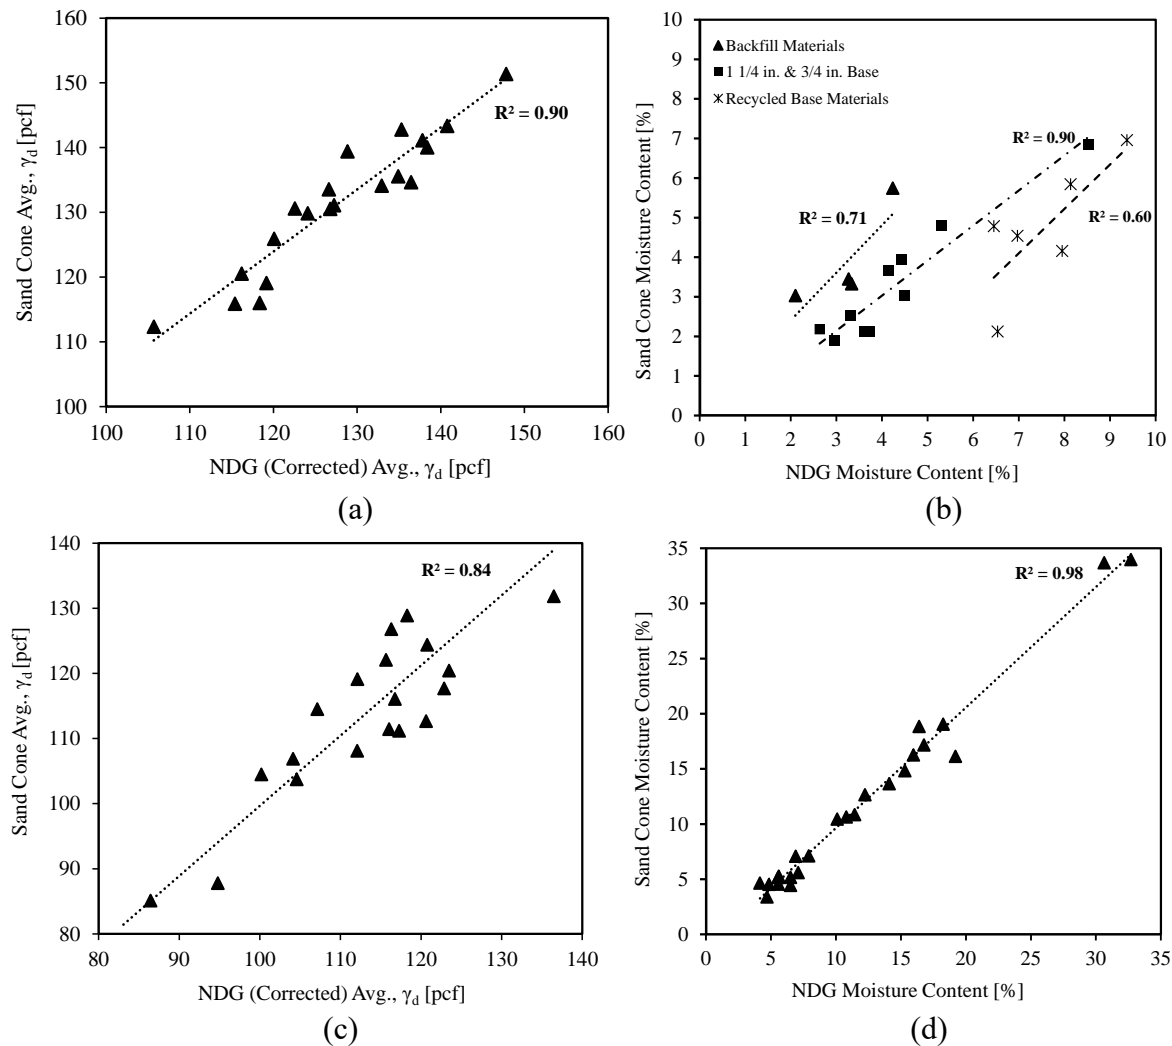 160
150
140
130
120
110
100
100 110 120 130 140 150 160
Sand Cone Avg., γd [pcf]
NDG (Corrected) Avg., γd [pcf]
R² = 0.90
(a)
10
9
8
7
6
5
4
3
2
1
0
0 1 2 3 4 5 6 7 8 9 10
Sand Cone Moisture Content [%]
NDG Moisture Content [%]
Backfill Materials
1 1/4 in. & 3/4 in. Base
Recycled Base Materials
R² = 0.90
R² = 0.71
R² = 0.60
(b)
140
130
120
110
100
90
80
80 90 100 110 120 130 140
Sand Cone Avg., γd [pcf]
NDG (Corrected) Avg., γd [pcf]
R² = 0.84
(c)
35
30
25
20
15
10
5
0
0 5 10 15 20 25 30 35
Sand Cone Moisture Content [%]
NDG Moisture Content [%]
R² = 0.98
(d)